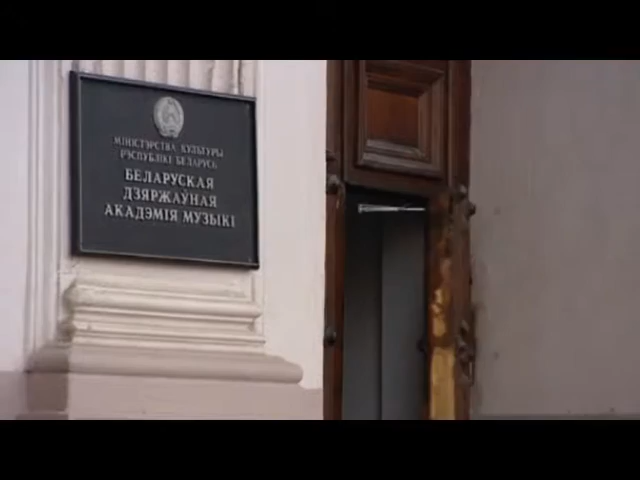 МІНІСТЭРСТВА КУЛЬТУРЫ
РЭСПУБЛІКІ БЕЛАРУСЬ
БЕЛАРУСКАЯ
ДЗЯРЖАЎНАЯ
АКАДЭМІЯ МУЗЫКІ